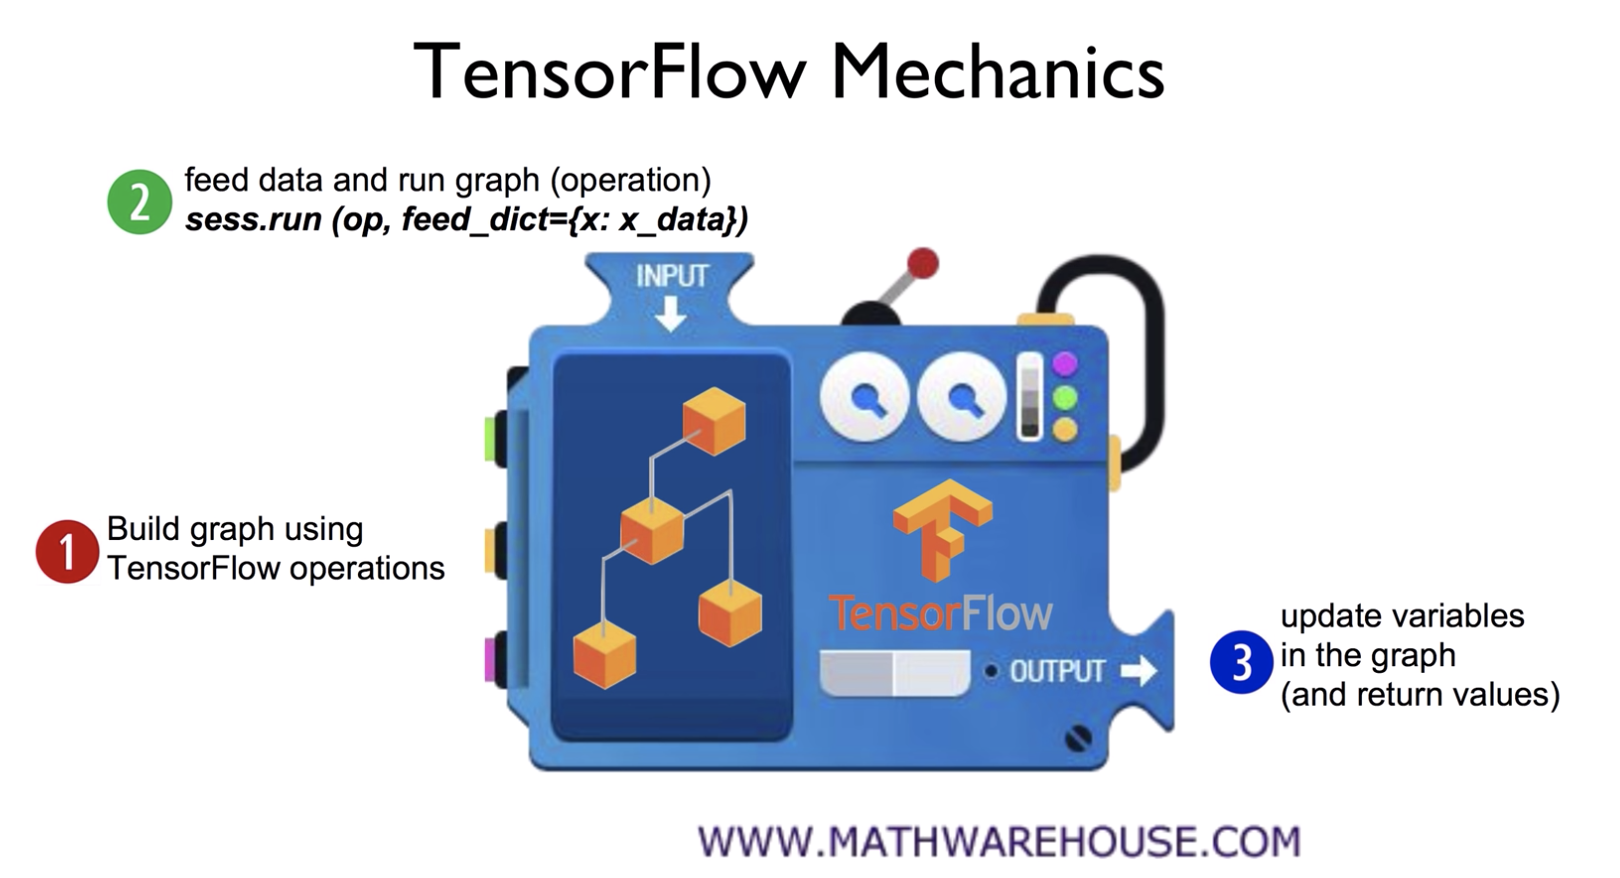 TensorFlow Mechanics
2
feed data and run graph (operation)
sess.run (op, feed_dict={x: x_data})
INPUT
1
Build graph using
TensorFlow operations
TensorFlow
OUTPUT
3
update variables
in the graph
(and return values)
WWW.MATHWAREHOUSE.COM